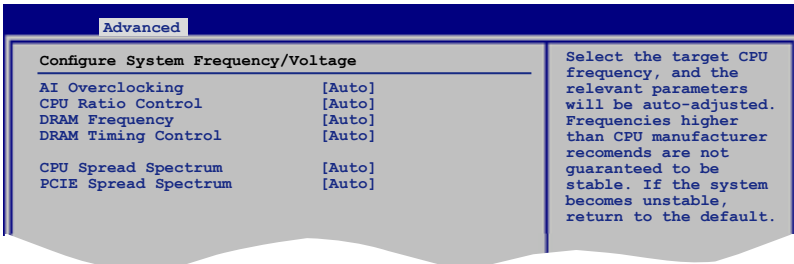 Advanced
Configure System Frequency/Voltage
AI Overclocking [Auto]
CPU Ratio Control [Auto]
DRAM Frequency [Auto]
DRAM Timing Control [Auto]
CPU Spread Spectrum [Auto]
PCIE Spread Spectrum [Auto]
Select the target CPU
frequency, and the
relevant parameters
will be auto-adjusted.
Frequencies higher
than CPU manufacturer
recomends are not
guaranteed to be
stable. If the system
becomes unstable,
return to the default.